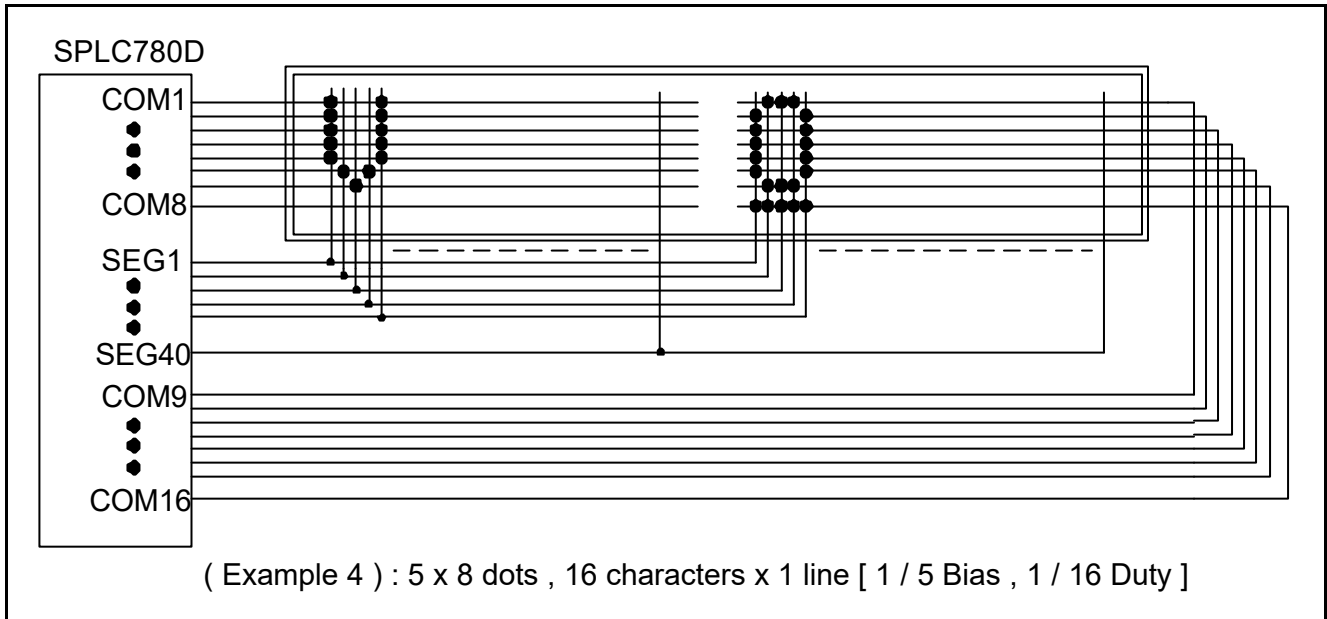 SPLC780D
COM1
COM8
SEG1
SEG40
COM9
COM16
( Example 4 ) : 5 x 8 dots , 16 characters x 1 line [ 1 / 5 Bias , 1 / 16 Duty ]